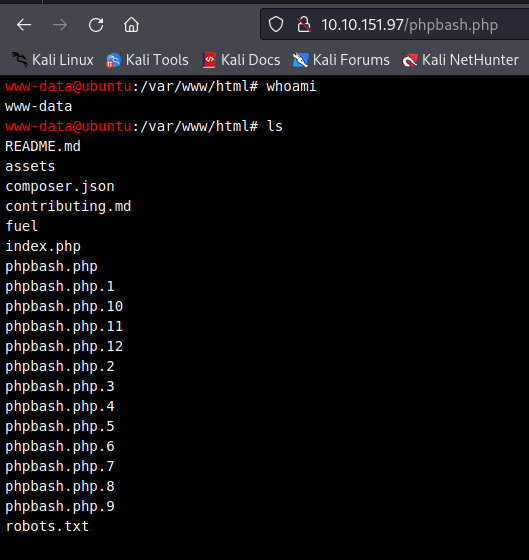 10.10.151.97/phpbash.php
Kali Linux Kali Tools Kali Docs Kali Forums Kali NetHunter
www-data@ubuntu:/var/www/html# whoami
www-data
www-data@ubuntu:/var/www/html# ls
README.md
assets
composer.json
contributing.md
fuel
index.php
phpbash.php
phpbash.php.1
phpbash.php.10
phpbash.php.11
phpbash.php.12
phpbash.php.2
phpbash.php.3
phpbash.php.4
phpbash.php.5
phpbash.php.6
phpbash.php.7
phpbash.php.8
phpbash.php.9
robots.txt